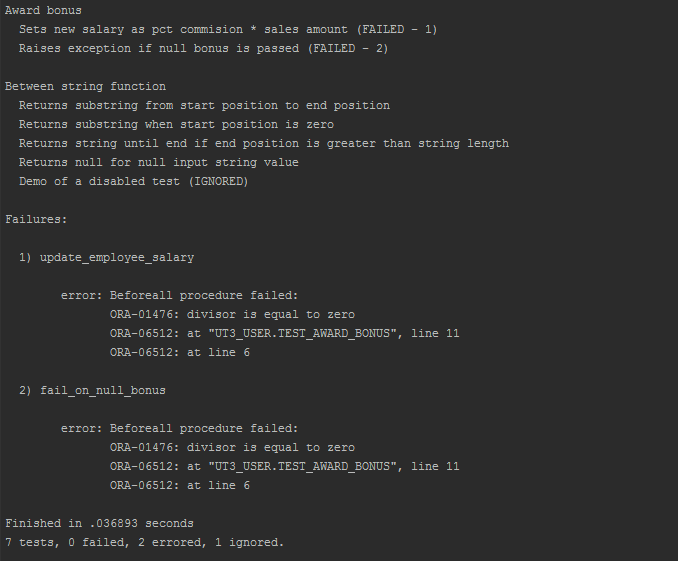 Award bonus
Sets new salary as pct commision * sales amount (FAILED - 1)
Raises exception if null bonus is passed (FAILED - 2)
Between string function
Returns substring from start position to end position
Returns substring when start position is zero
Returns string until end if end position is greater than string length
Returns null for null input string value
Demo of a disabled test (IGNORED)
Failures:
1) update_employee_salary
error: Beforeall procedure failed:
ORA-01476: divisor is equal to zero
ORA-06512: at "UT3_USER.TEST_AWARD_BONUS", line 11
ORA-06512: at line 6
2) fail_on_null_bonus
error: Beforeall procedure failed:
ORA-01476: divisor is equal to zero
ORA-06512: at "UT3_USER.TEST_AWARD_BONUS", line 11
ORA-06512: at line 6
Finished in .036893 seconds
7 tests, 0 failed, 2 errored, 1 ignored.